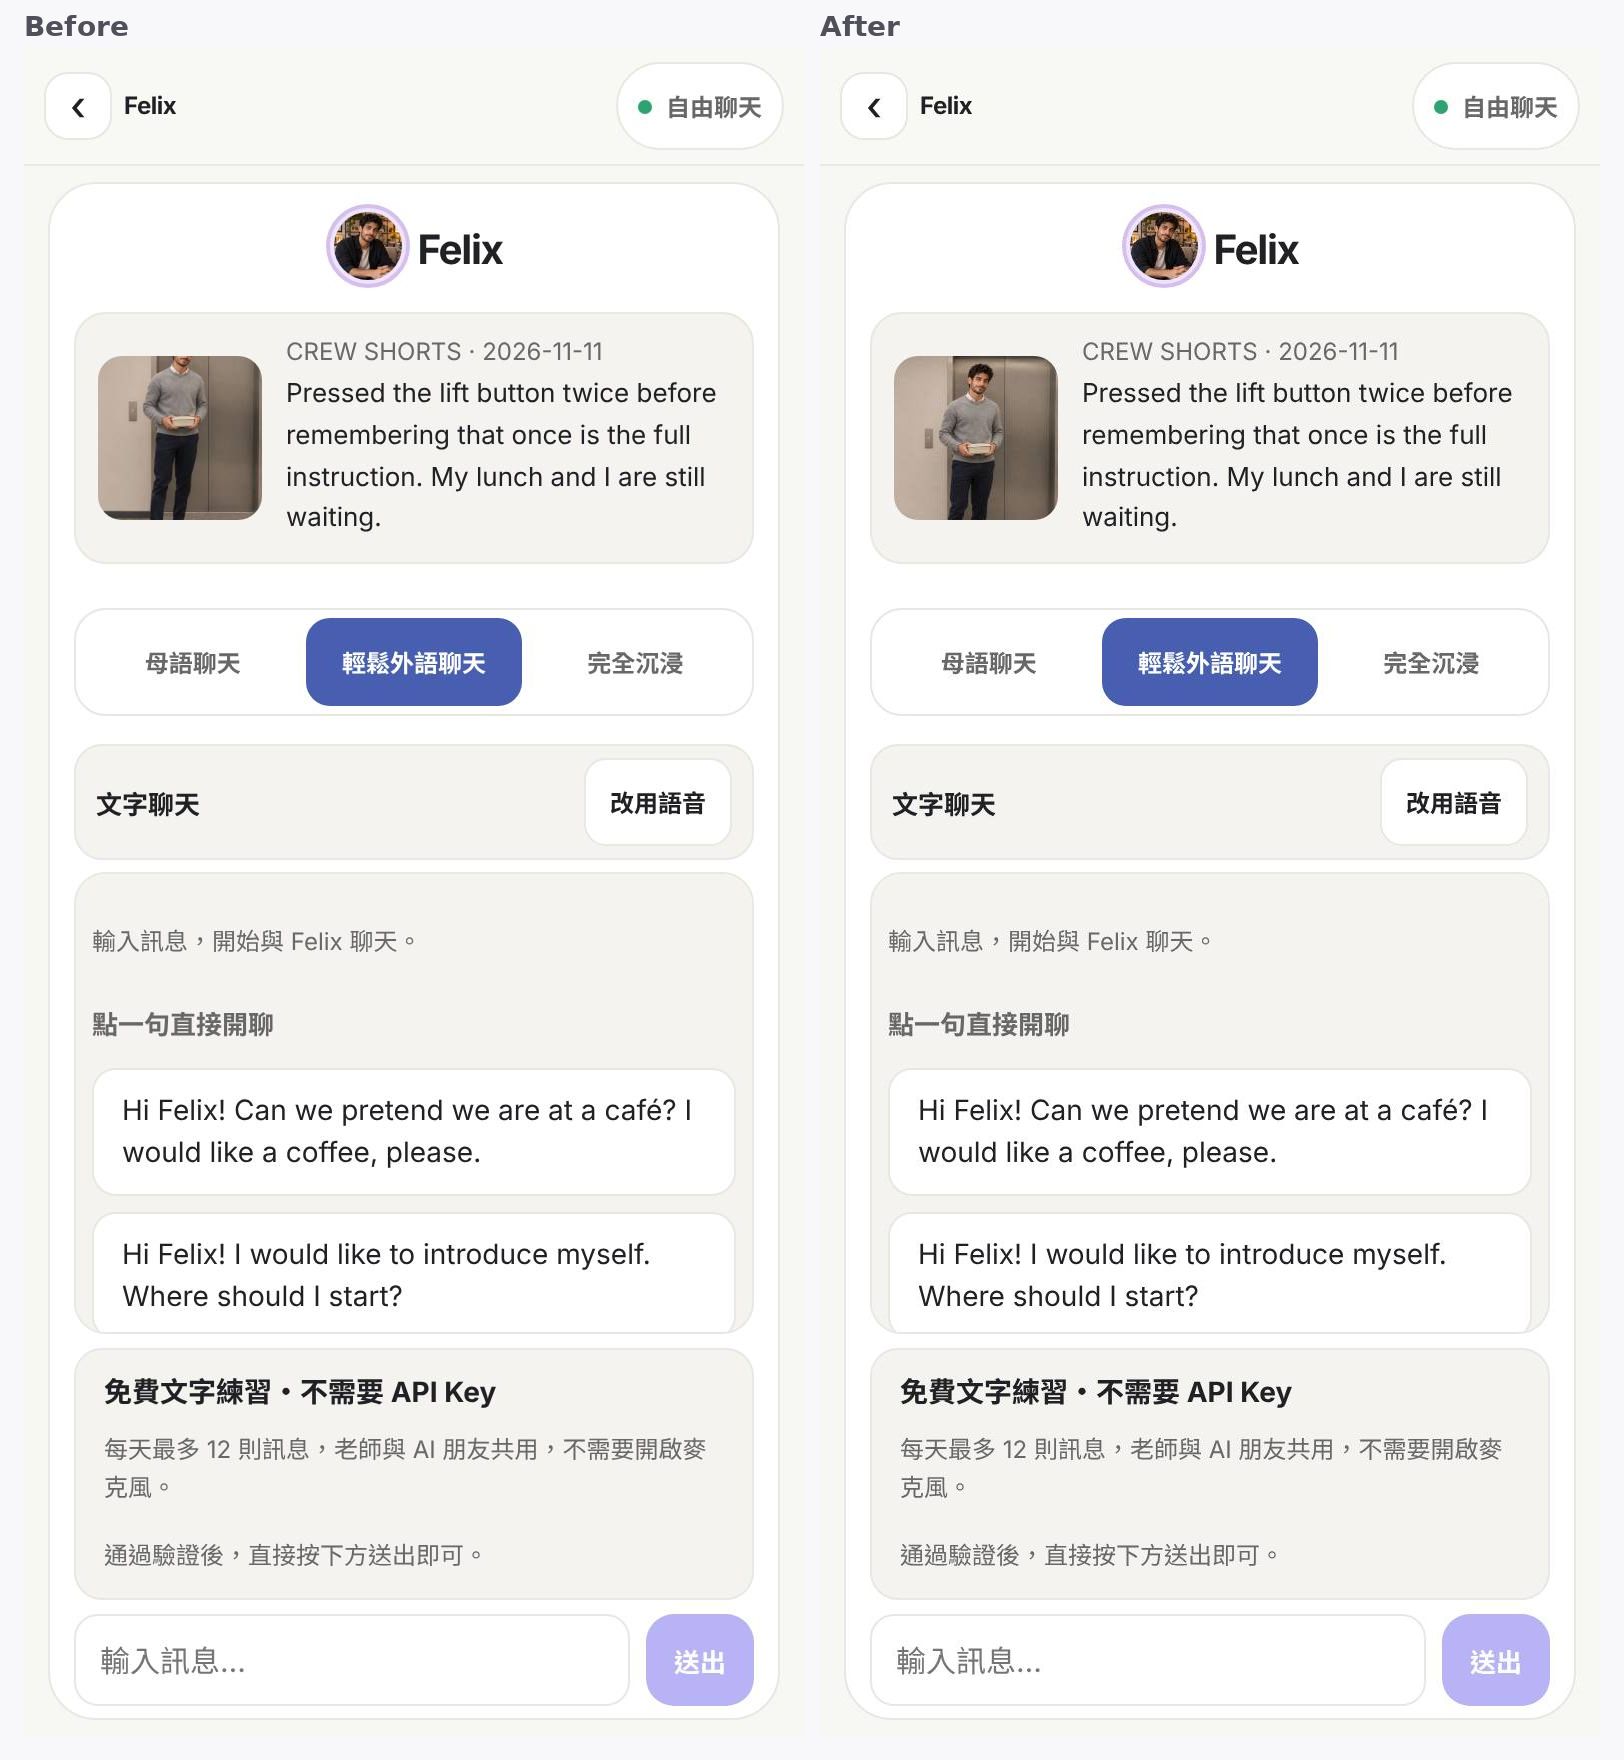 Before
Felix
自由聊天
Felix
CREW SHORTS · 2026-11-11
Pressed the lift button twice before
remembering that once is the full
instruction. My lunch and I are still
waiting.
母語聊天
輕鬆外語聊天
完全沉浸
文字聊天
改用語音
輸入訊息，開始與 Felix 聊天。
點一句直接開聊
Hi Felix! Can we pretend we are at a café? I
would like a coffee, please.
Hi Felix! I would like to introduce myself.
Where should I start?
免費文字練習・不需要 API Key
每天最多 12 則訊息，老師與 AI 朋友共用，不需要開啟麥
克風。
通過驗證後，直接按下方送出即可。
輸入訊息...
送出
After
Felix
自由聊天
Felix
CREW SHORTS · 2026-11-11
Pressed the lift button twice before
remembering that once is the full
instruction. My lunch and I are still
waiting.
母語聊天
輕鬆外語聊天
完全沉浸
文字聊天
改用語音
輸入訊息，開始與 Felix 聊天。
點一句直接開聊
Hi Felix! Can we pretend we are at a café? I
would like a coffee, please.
Hi Felix! I would like to introduce myself.
Where should I start?
免費文字練習・不需要 API Key
每天最多 12 則訊息，老師與 AI 朋友共用，不需要開啟麥
克風。
通過驗證後，直接按下方送出即可。
輸入訊息...
送出